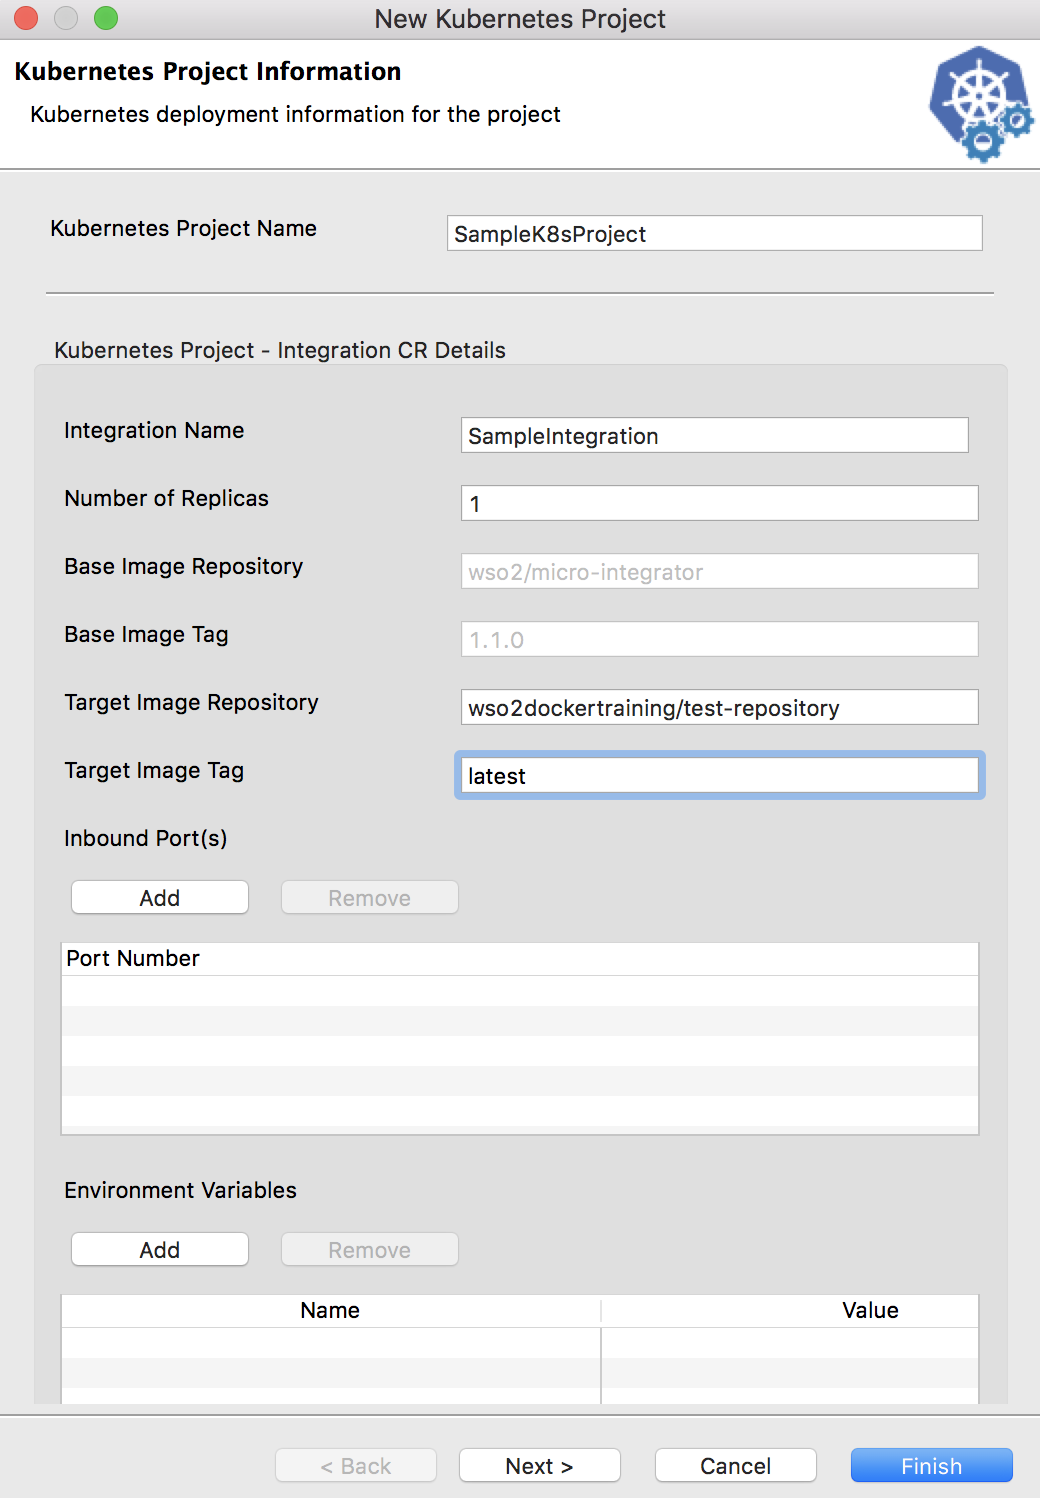 New Kubernetes Project
Kubernetes Project Information
Kubernetes deployment information for the project
Kubernetes Project Name
SampleK8sProject
Kubernetes Project - Integration CR Details
Integration Name
SampleIntegration
Number of Replicas
1
Base Image Repository
wso2/micro-integrator
Base Image Tag
1.1.0
Target Image Repository
wso2dockertraining/test-repository
Target Image Tag
latest
Inbound Port(s)
Add
Remove
Port Number
Environment Variables
Add
Remove
Name
Value
< Back
Next >
Cancel
Finish